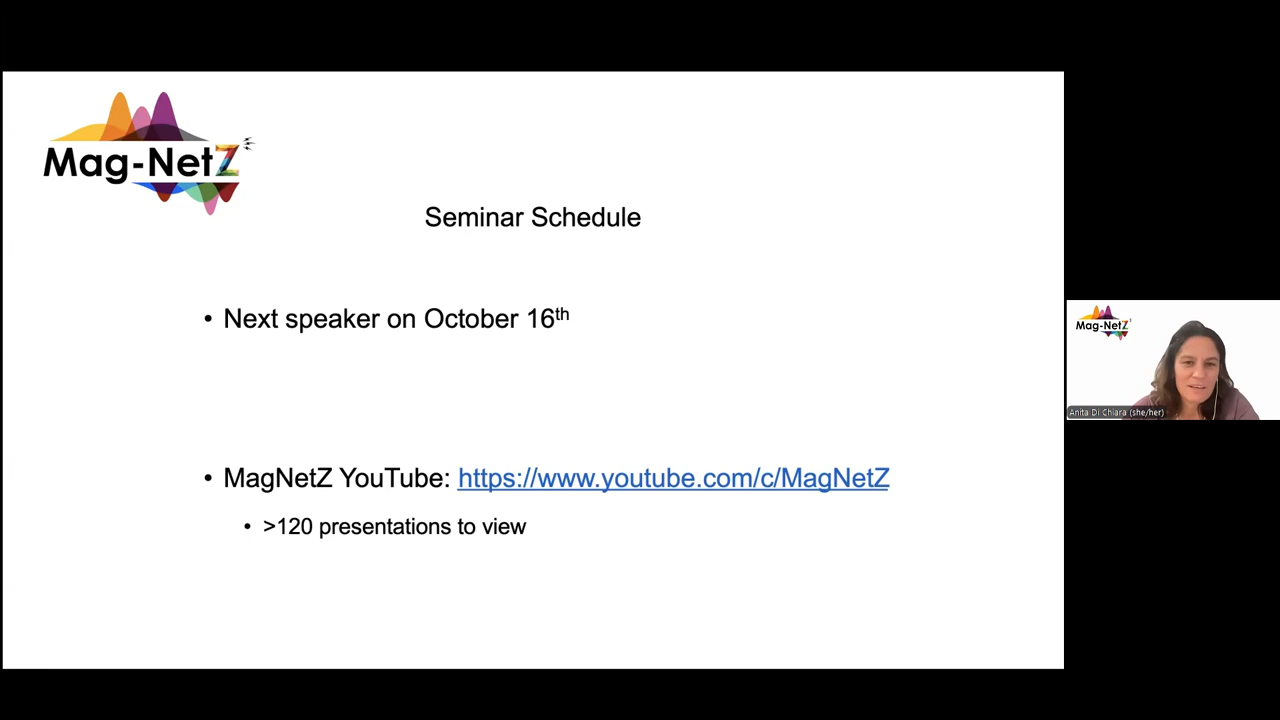 Mag-NetZ
Seminar Schedule
• Next speaker on October 16th
• MagNetZ YouTube: https://www.youtube.com/c/MagNetZ
• >120 presentations to view
Mag-NetZ
Anita Di Chiara (she/her)